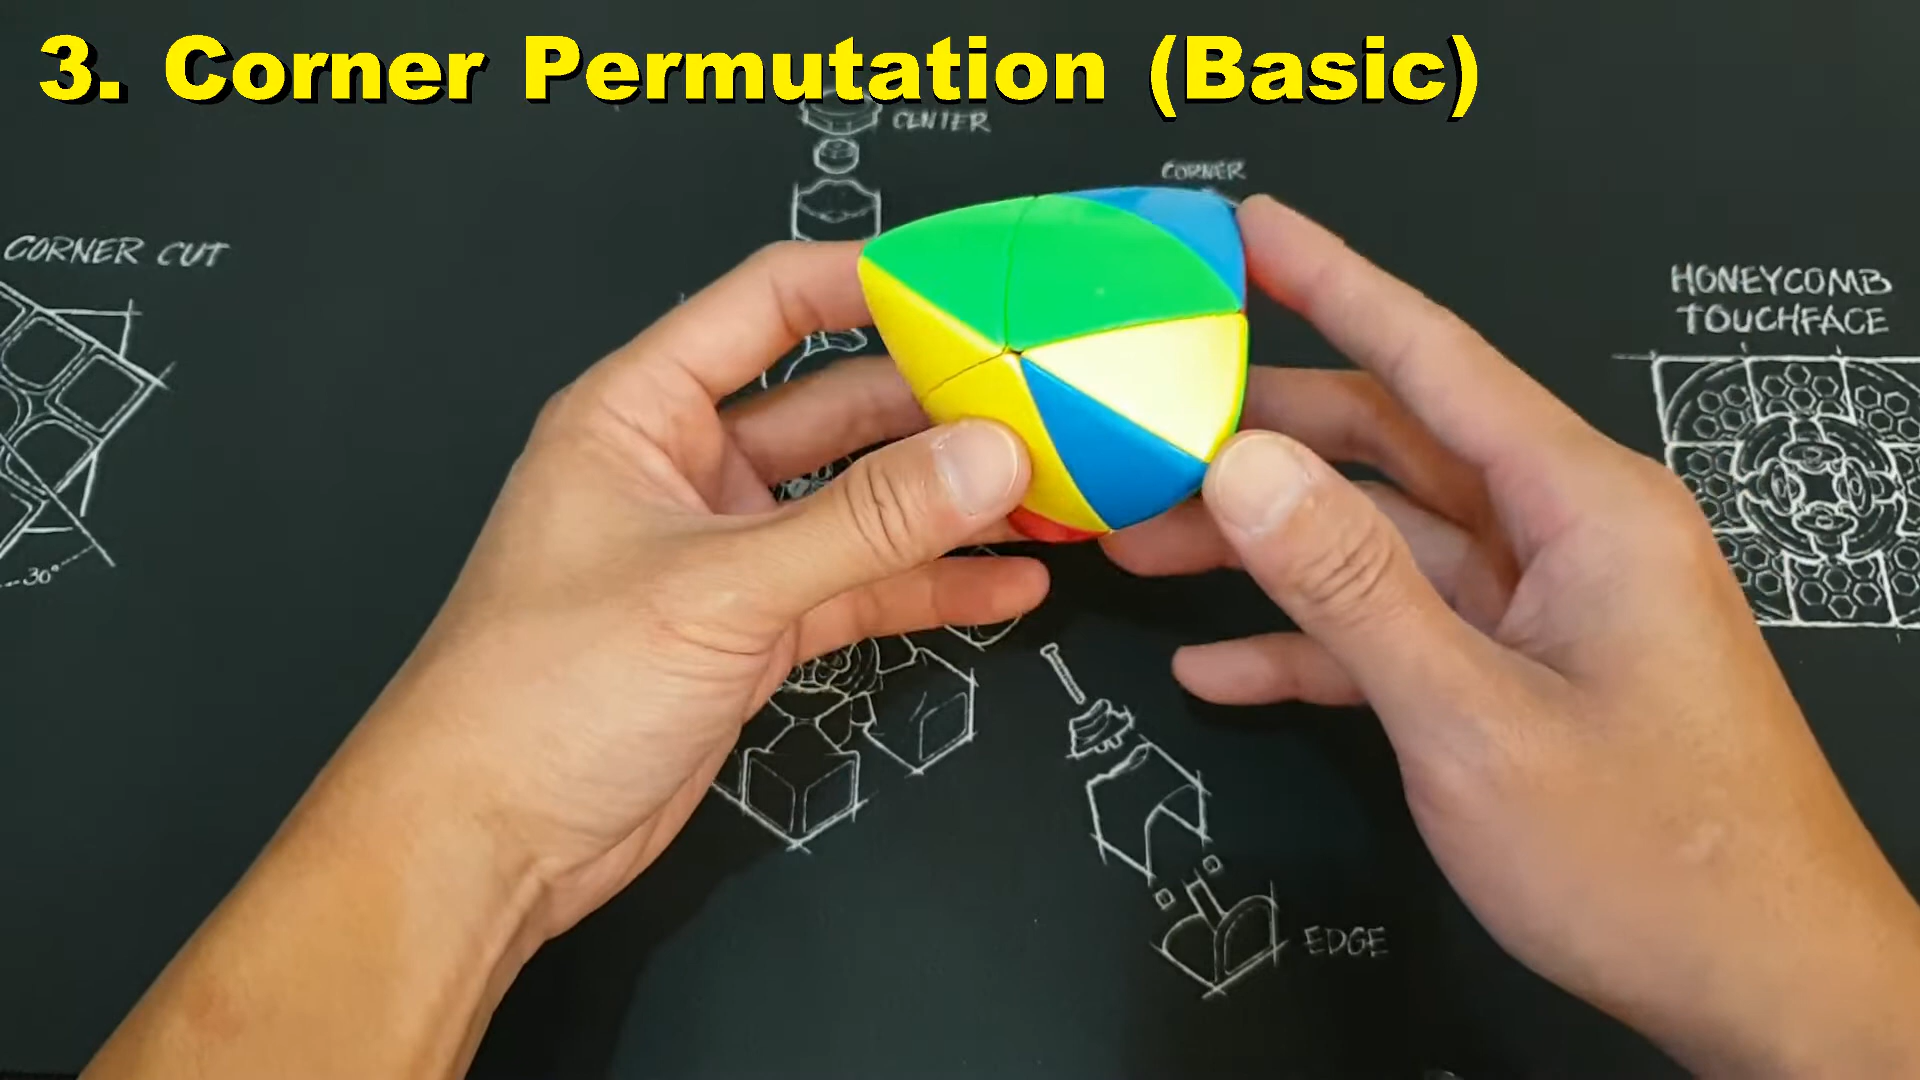 3. Corner Permutation (Basic)
CENTER
CORNER
CORNER CUT
HONEYCOMB
TOUCHFACE
30°
EDGE